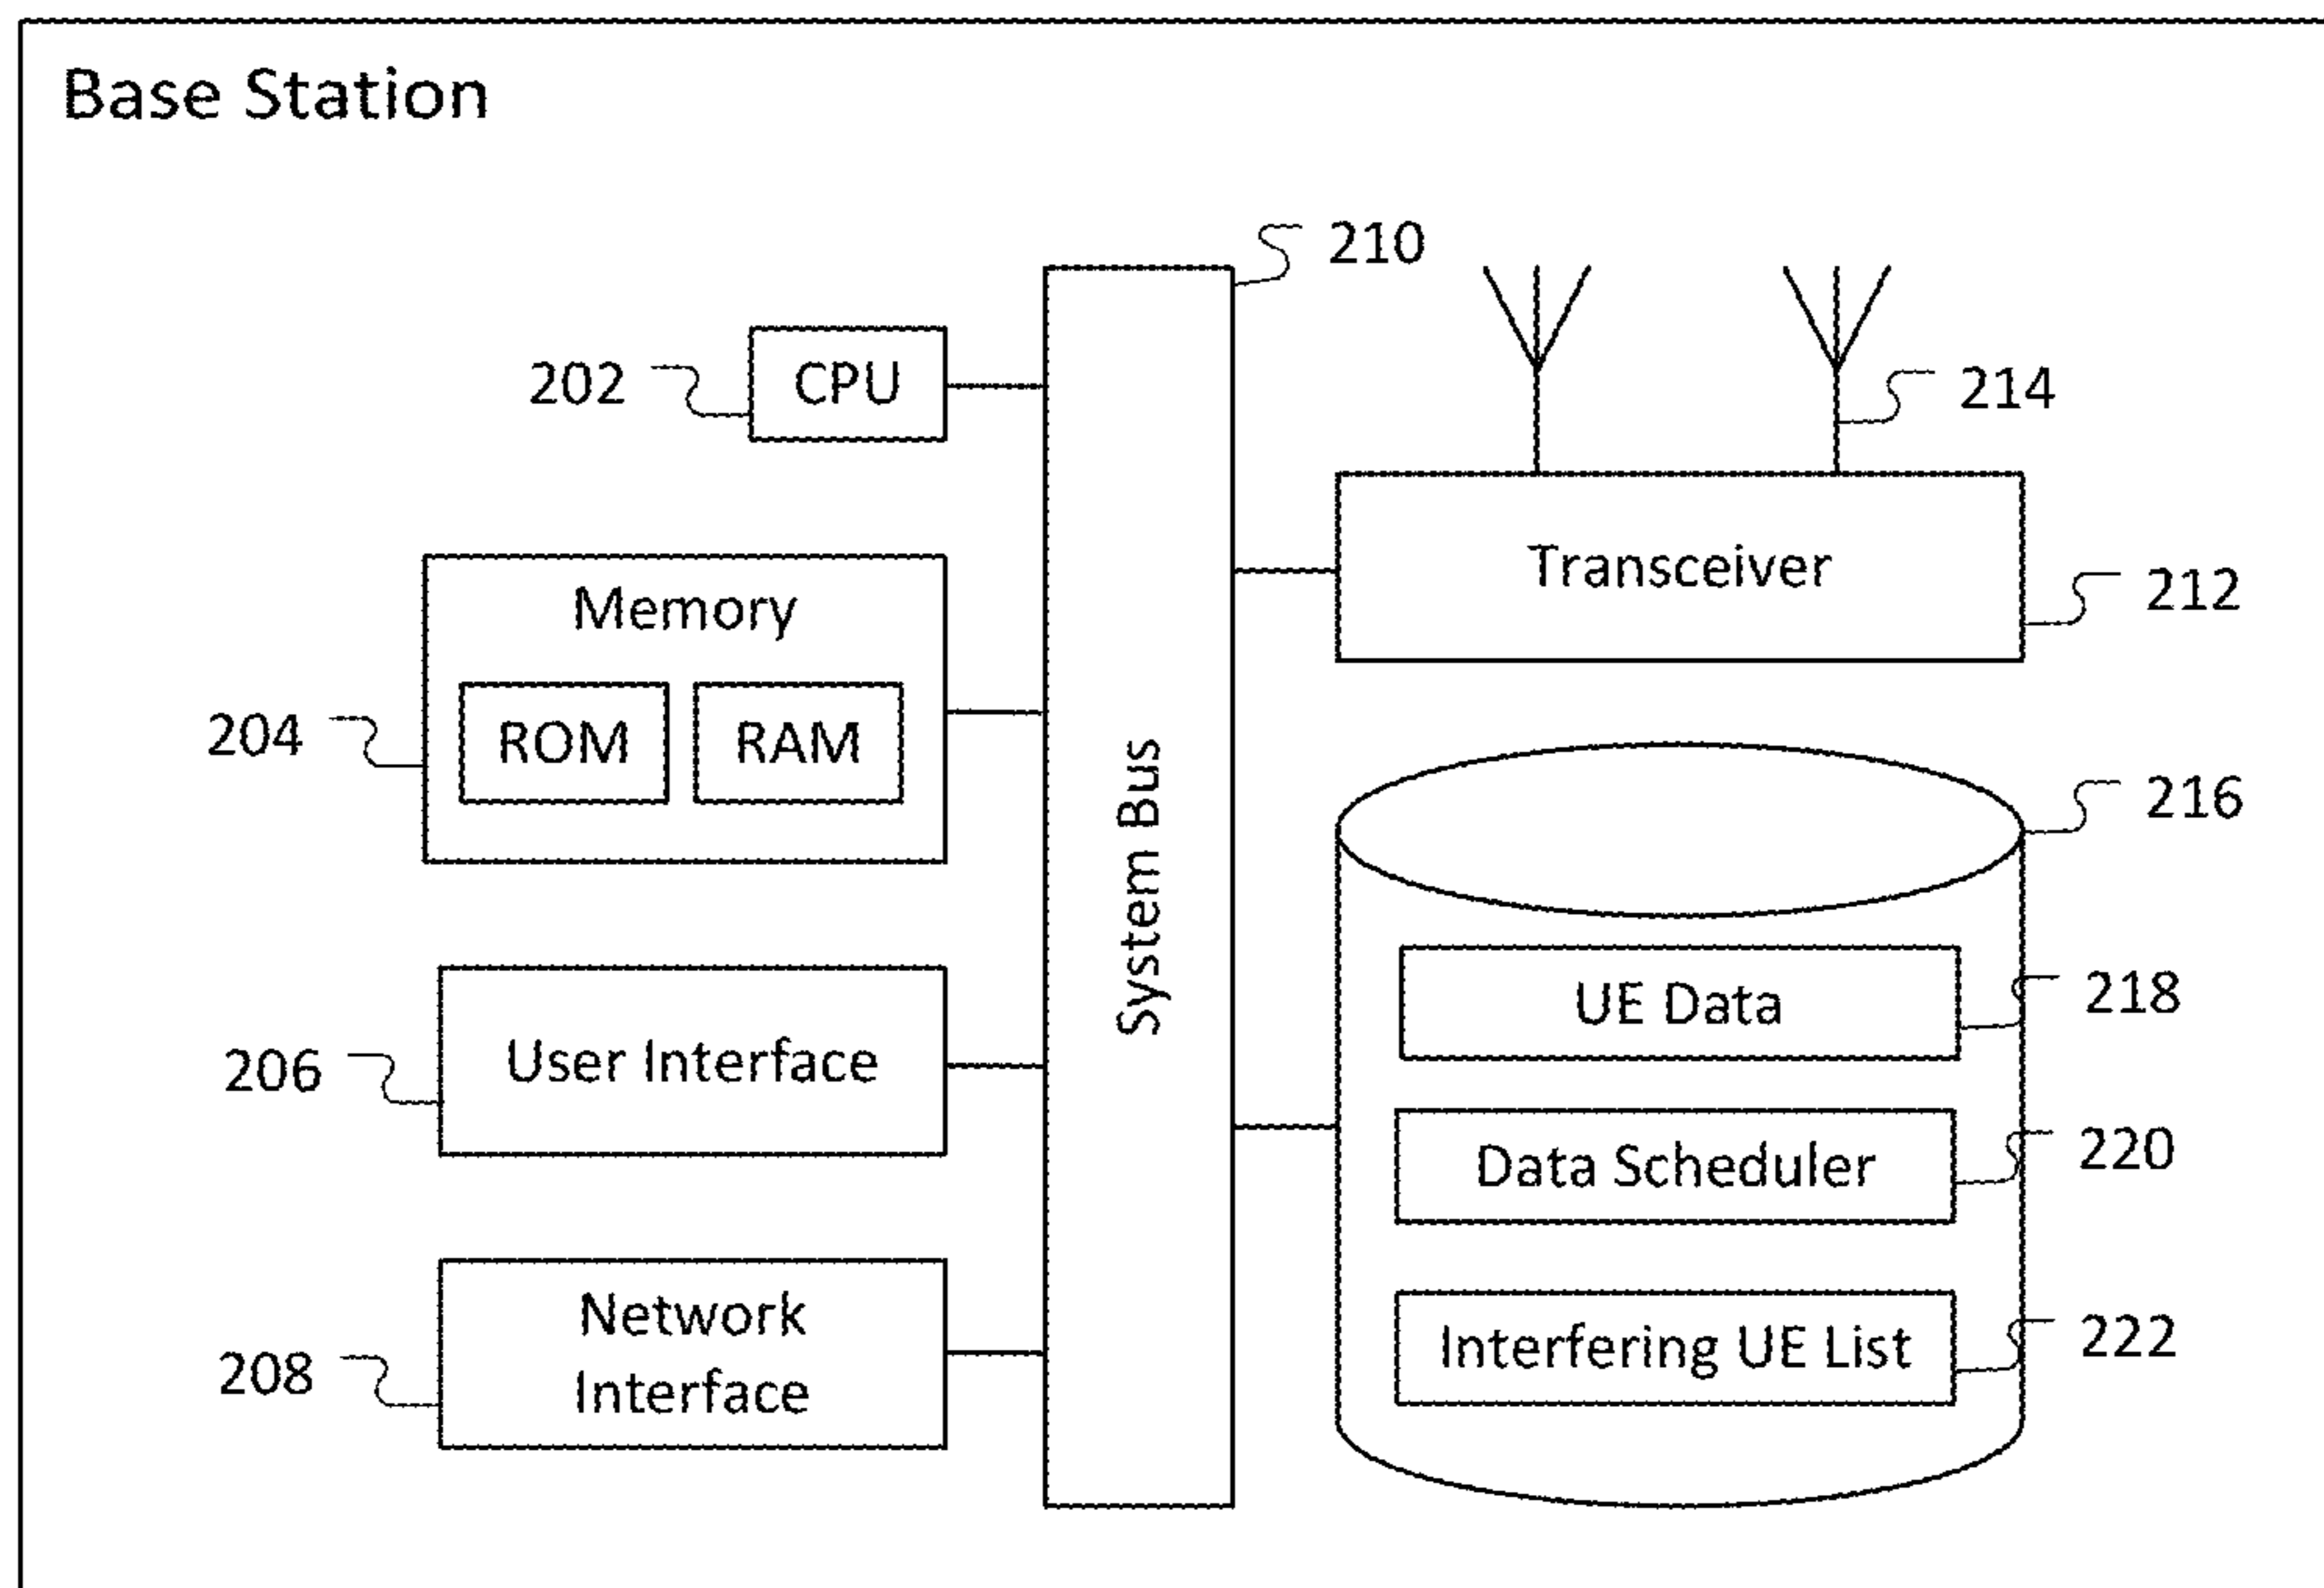 Base Station
210
202
CPU
214
Memory
Transceiver
212
204
ROM
RAM
System Bus
216
UE Data
218
206
User Interface
Data Scheduler
220
208
Network
Interface
Interfering UE List
222